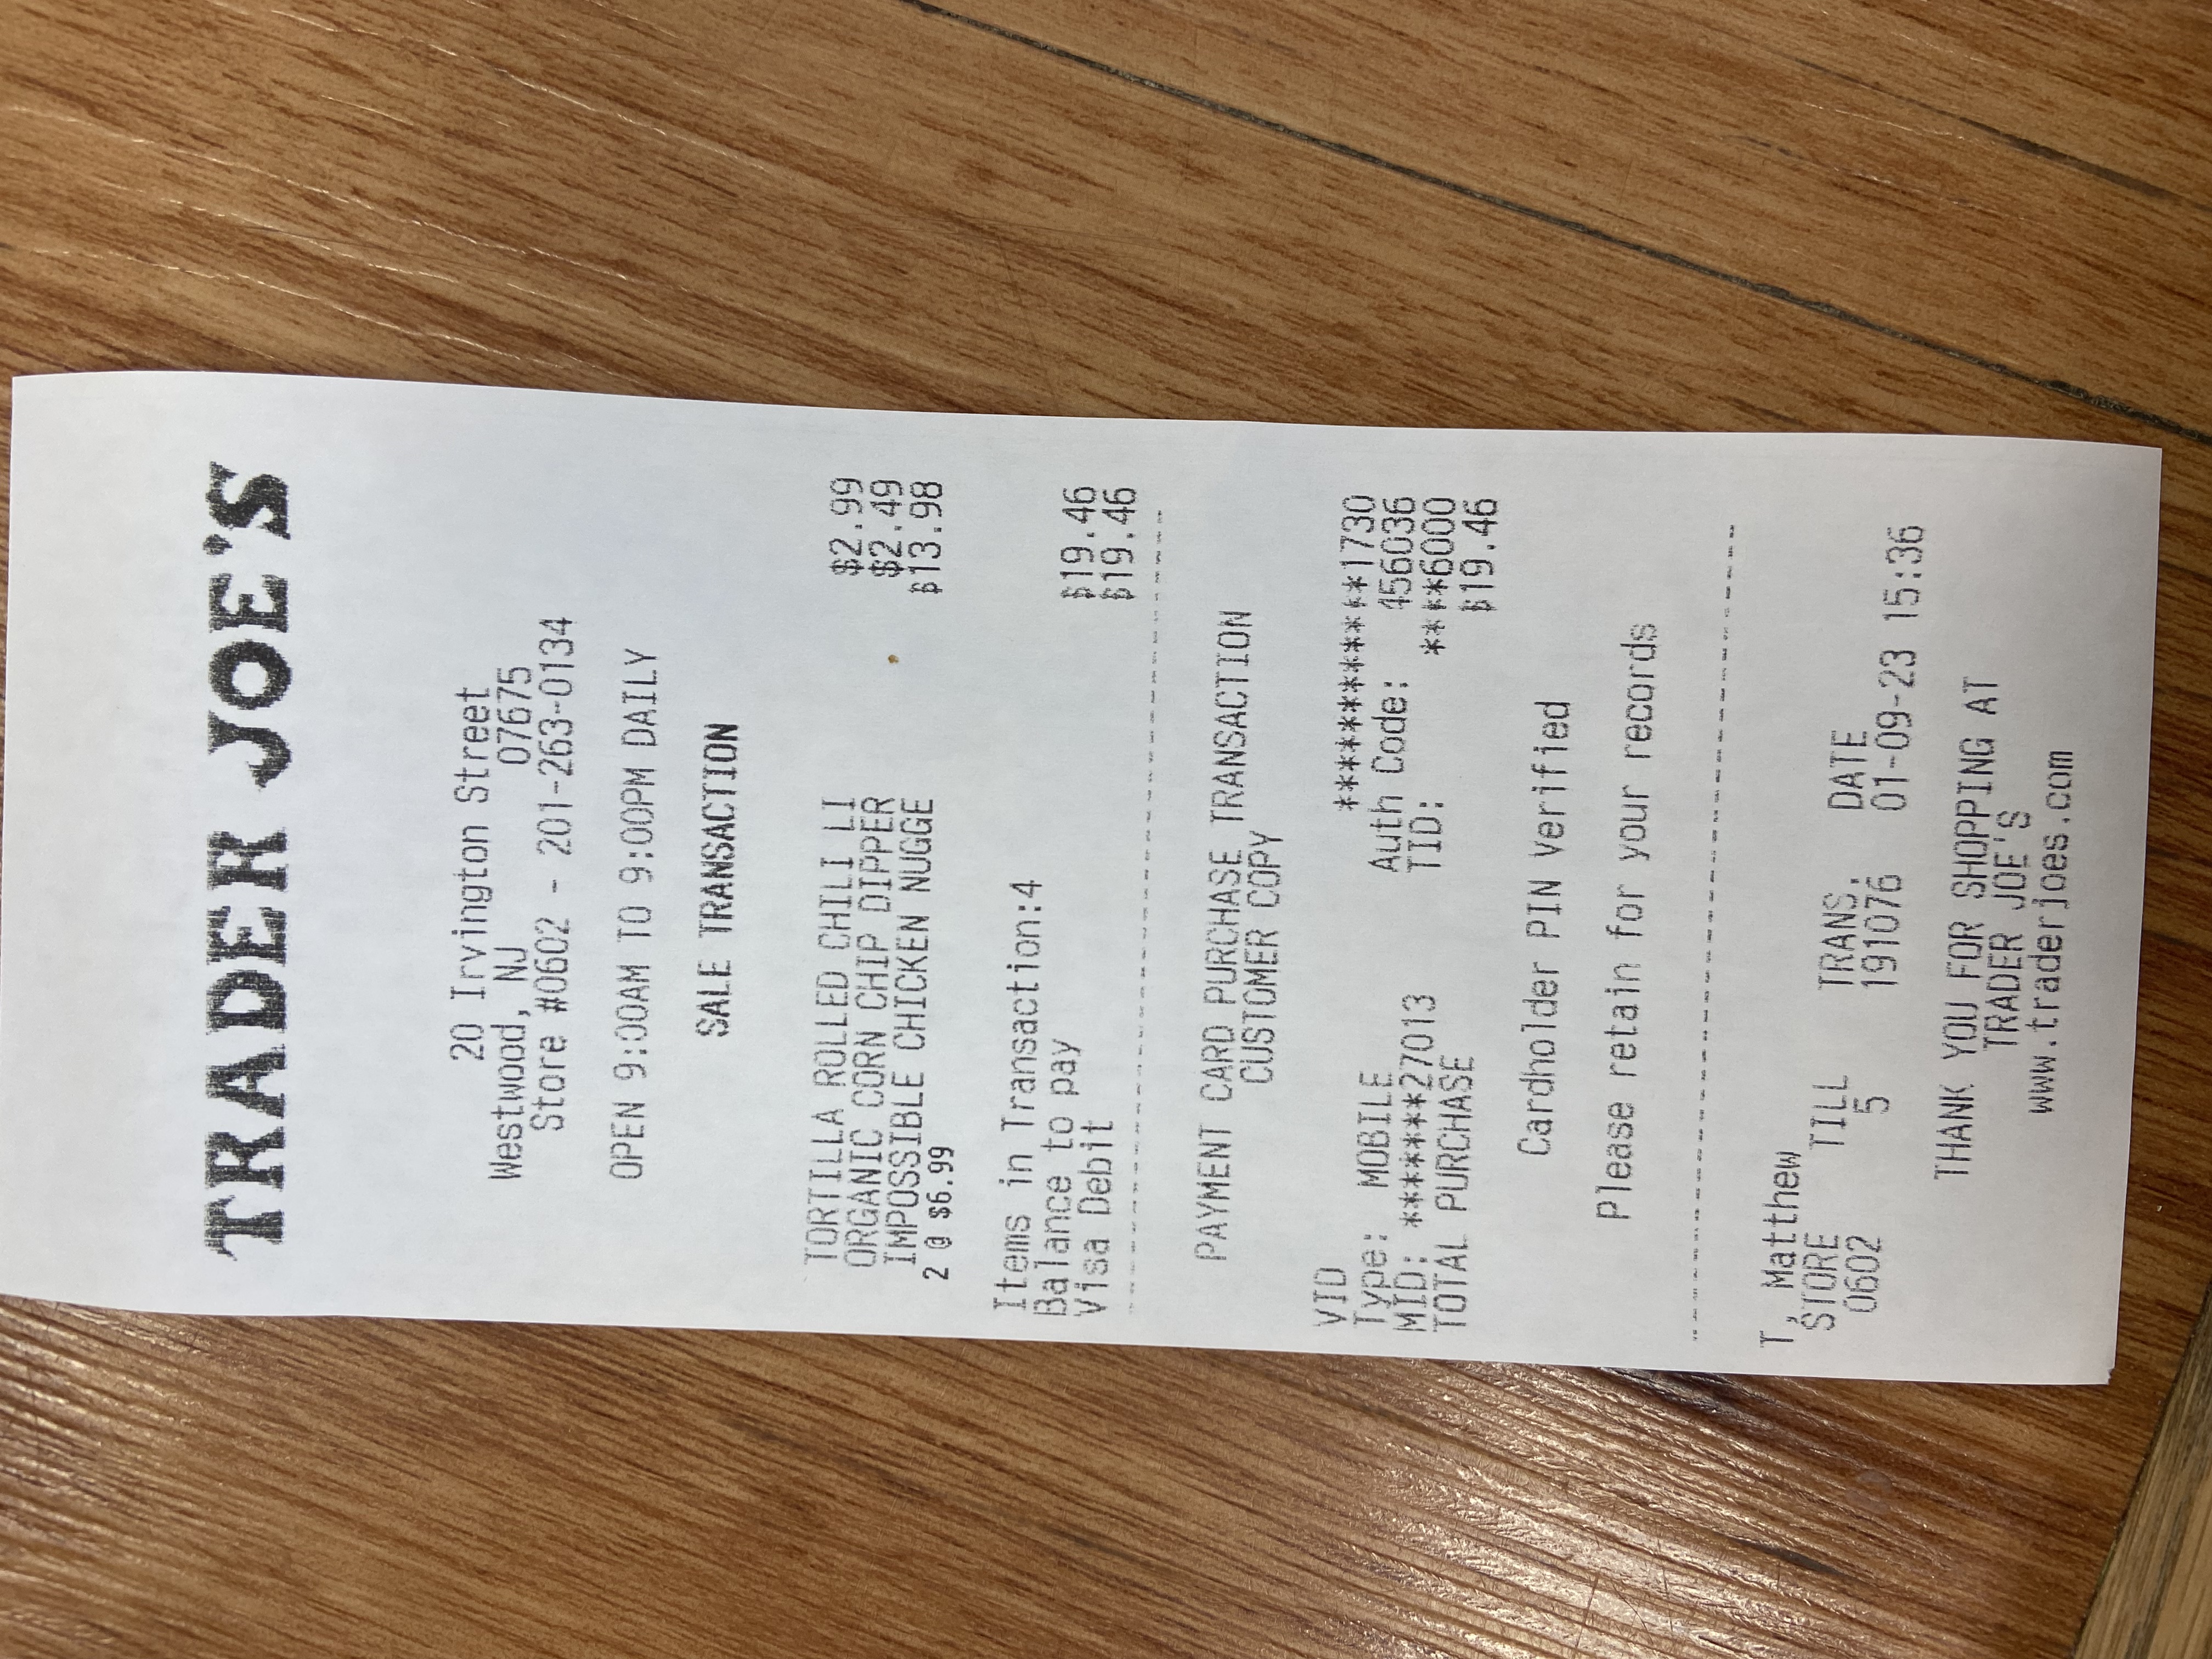 TRADER JOE'S
20 Irvington Street
Westwood, NJ 07675
Store #0602 - 201-263-0134
OPEN 9:00AM TO 9:00PM DAILY
SALE TRANSACTION
TORTILLA ROLLED CHILI LI $2.99
ORGANIC CORN CHIP DIPPER $2.49
IMPOSSIBLE CHICKEN NUGGE $13.98
2 @ $6.99
Items in Transaction:4
Balance to pay $19.46
Visa Debit $19.46
PAYMENT CARD PURCHASE TRANSACTION
CUSTOMER COPY
VID ************1730
Type: MOBILE Auth Code: 456036
MID: *******27013 TID: ****6000
TOTAL PURCHASE $19.46
Cardholder PIN Verified
Please retain for your records
T, Matthew
STORE TILL TRANS. DATE
0602 5 191076 01-09-23 15:36
THANK YOU FOR SHOPPING AT
TRADER JOE'S
www.traderjoes.com